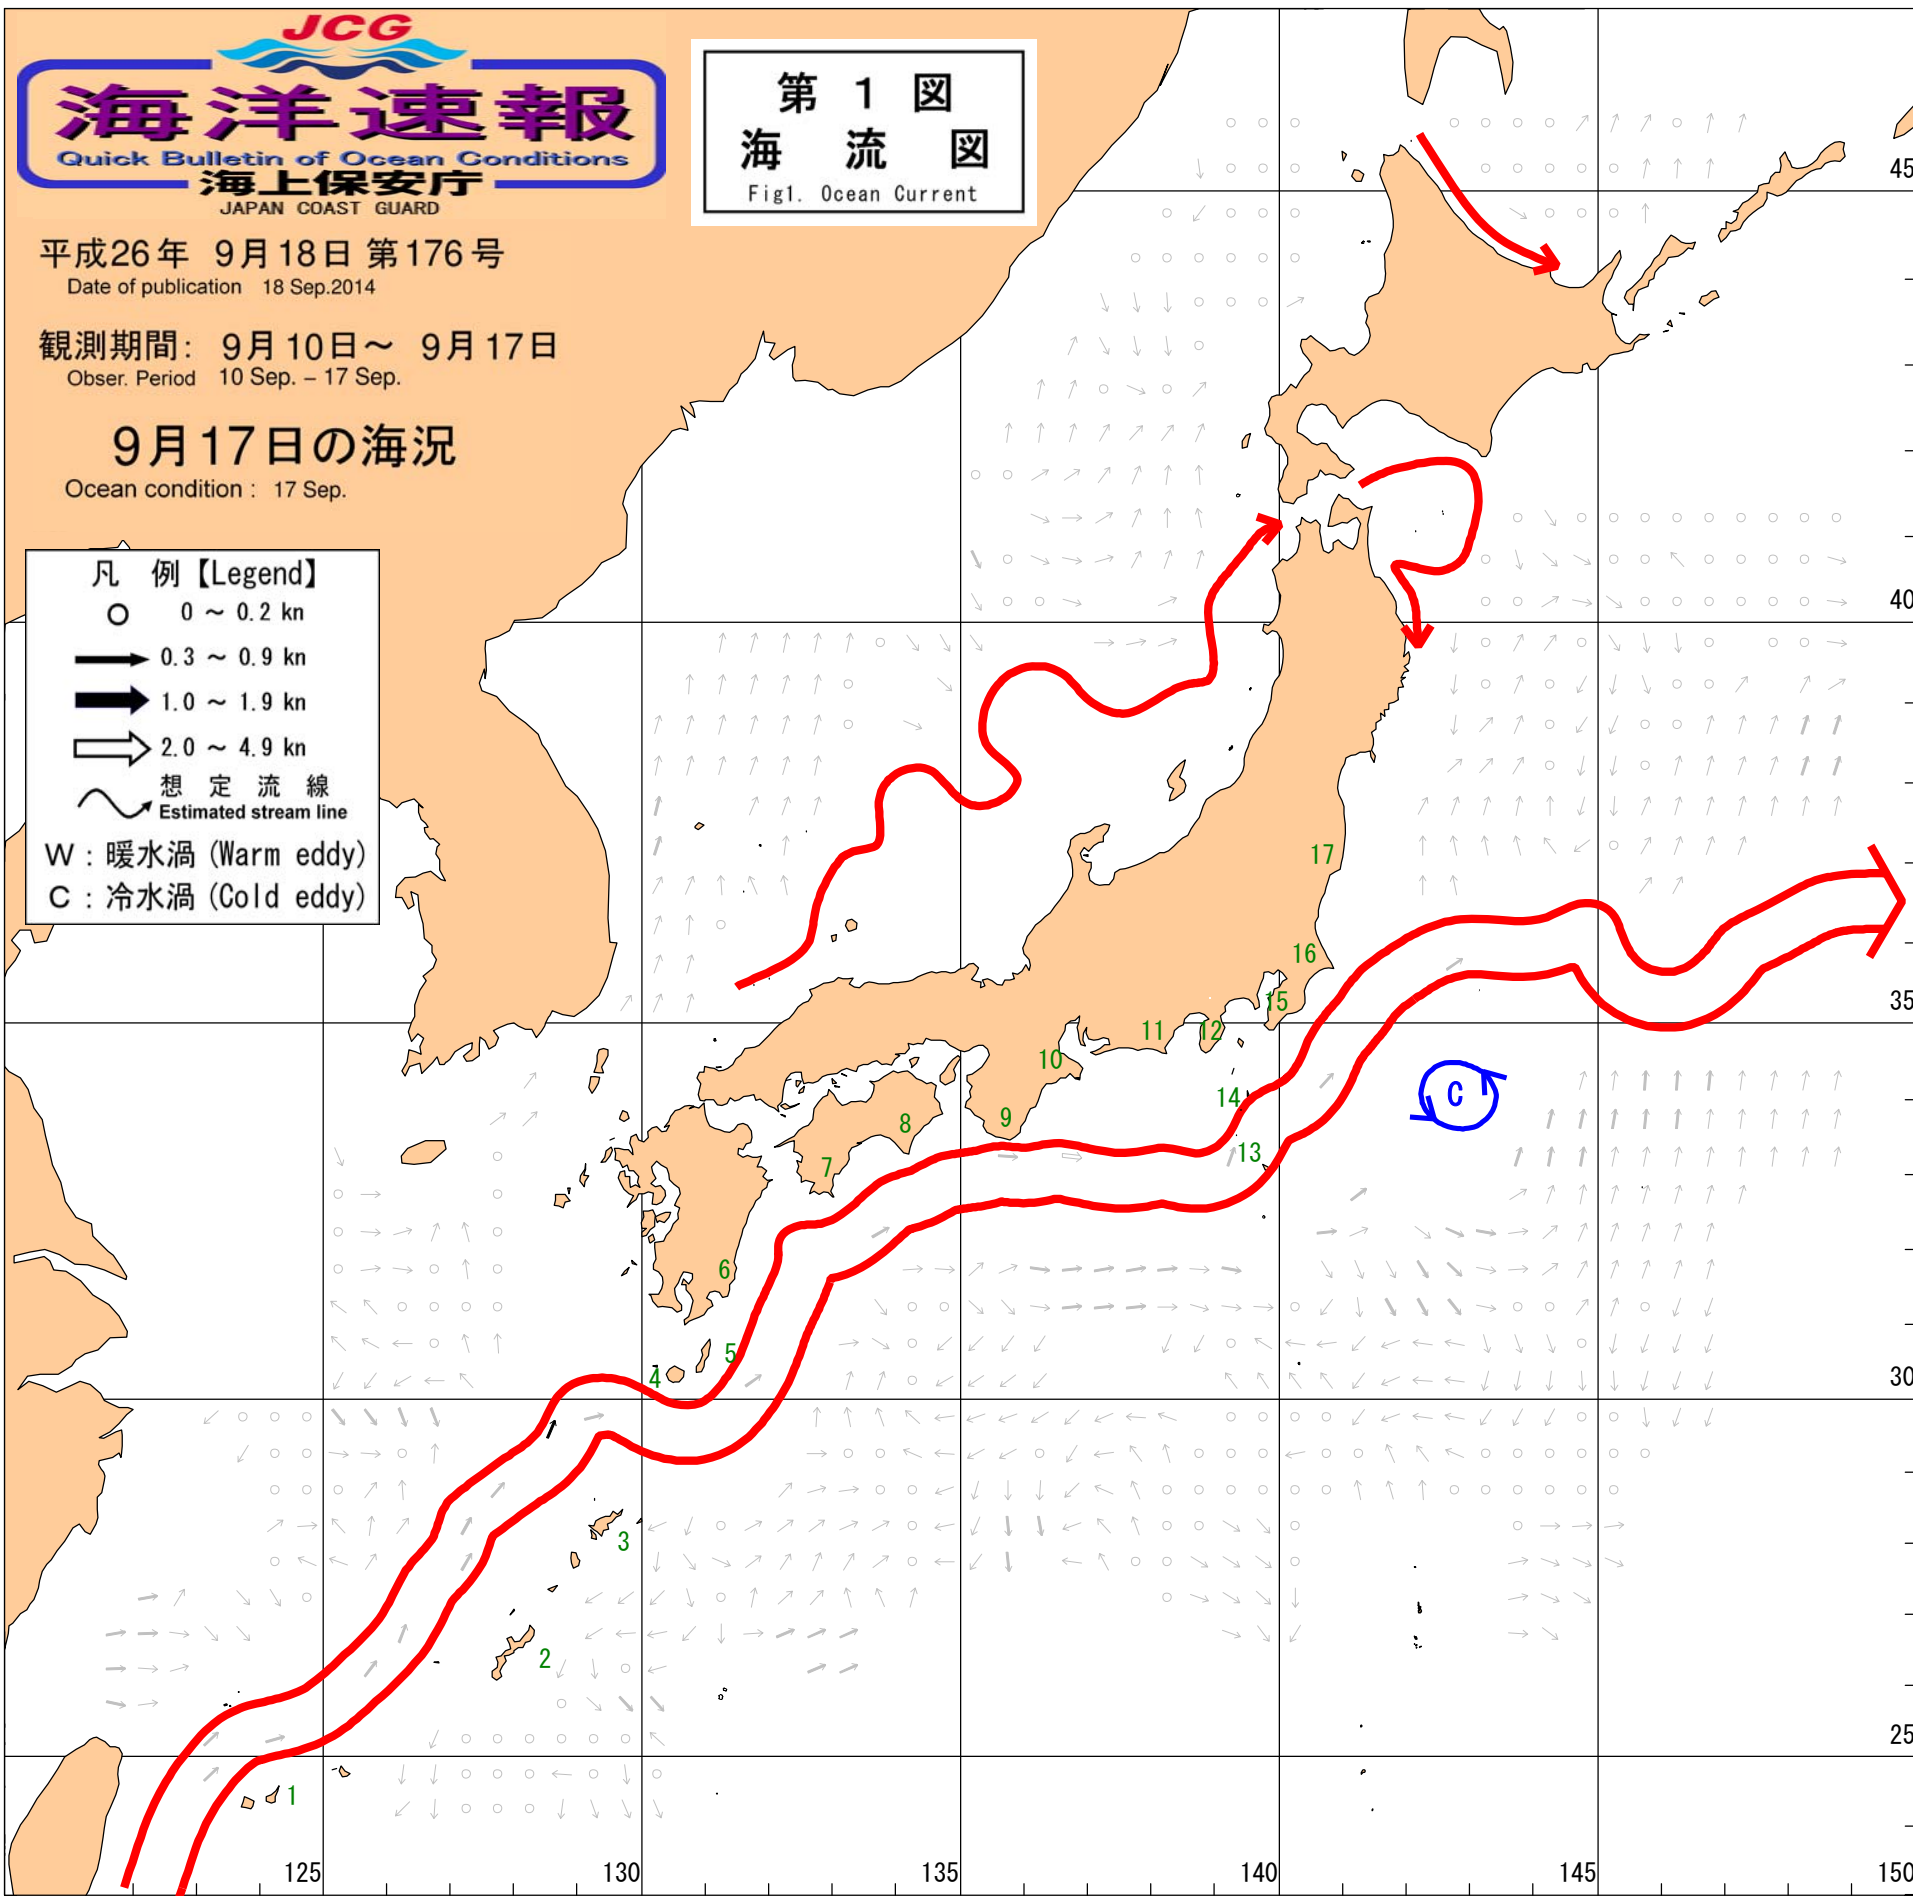 JCG
海洋速報
Quick Bulletin of Ocean Conditions
海上保安庁
JAPAN COAST GUARD
第 1 図
海 流 図
Fig1. Ocean Current
平成26年 9月18日 第176号
Date of publication 18 Sep.2014
観測期間: 9月10日～ 9月17日
Obser. Period 10 Sep. – 17 Sep.
9月17日の海況
Ocean condition : 17 Sep.
凡 例【Legend】
0 ～ 0.2 kn
0.3 ～ 0.9 kn
1.0 ～ 1.9 kn
2.0 ～ 4.9 kn
想 定 流 線
Estimated stream line
W : 暖水渦 (Warm eddy)
C : 冷水渦 (Cold eddy)
45
40
35
30
25
17
16
15
11
12
10
14
9
8
13
7
6
5
4
3
2
1
C
125
130
135
140
145
150